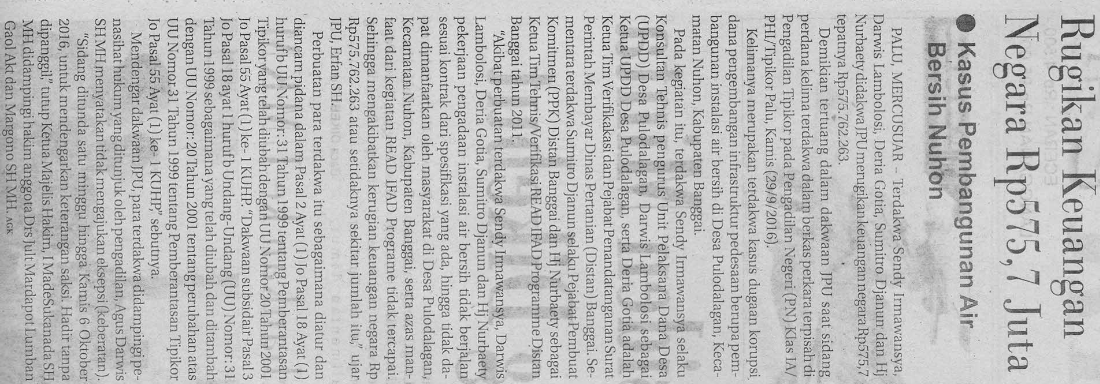 Rugikan Keuangan
Negara Rp575,7 Juta
● Kasus Pembangunan Air
Bersih Nuhon
PALU, MERCUSUAR – Terdakwa Sendy Irmawansya,
Darwis Lambolosi, Deria Gotia, Sumitro Djanun dan Hj
Nurbaety didakwa JPU merugikan keuangan negara Rp575,7
tepatnya Rp575.762.263.
Demikian tertuang dalam dakwaan JPU saat sidang
perdana kelima terdakwa dalam berkas perkara terpisah di
Pengadilan Tipikor pada Pengadilan Negeri (PN) Klas IA/
PHI/Tipikor Palu, Kamis (29/9/2016).
Kelimanya merupakan terdakwa kasus dugaan korupsi
dana pengembangan infrastruktur pedesaan berupa pem-
bangunan instalasi air bersih di Desa Pulodalagan, Keca-
matan Nuhon, Kabupaten Banggai.
Pada kegiatan itu, terdakwa Sendy Irmawansya selaku
Konsultan Tehnis pengurus Unit Pelaksana Dana Desa
(UPDD) Desa Pulodalagan, Darwis Lambolosi sebagai
Ketua UPDD Desa Pulodalagan, serta Deria Gotia adalah
Ketua Tim Verifikakasi dan Pejabat Penandatangan Surat
Perintah Membayar Dinas Pertanian (Distan) Banggai. Se-
mentara terdakwa Sumitro Djanun selaku Pejabat Pembuat
Komitmen (PPK) Distan Banggai dan Hj Nurbaety sebagai
Ketua Tim Tehnis/Verifikasi READ IFAD Programme Distan
Banggai tahun 2011.
"Akibat perbuatan terdakwa Sendy Irmawansya, Darwis
Lambolosi, Deria Gotia, Sumitro Djanun dan Hj Nurbaety
pekerjaan pengadaan instalasi air bersih tidak berjalan
sesuai kontrak dari spesifikasi yang ada, hingga tidak da-
pat dimanfaatkan oleh masyarakat di Desa Pulodalagan,
Kecamatan Nuhon, Kabupaten Banggai, serta azas man-
faat dari kegiatan READ IFAD Programe tidak tercapai.
Sehingga mengakibatkan kerugian kenangan negara Rp
Rp575.762.263 atau setidaknya sekitar jumlah itu," ujar
JPU, Erfan SH.
Perbuatan para terdakwa itu sebagaimana diatur dan
diancam pidana dalam Pasal 2 Ayat (1) Jo Pasal 18 Ayat (1)
huruf b UU Nomor: 31 Tahun 1999 tentang Pemberantasan
Tipikor yang telah diubah dengan UU Nomor 20 Tahun 2001
Jo Pasal 55 Ayat (1) ke-1 KUHP. "Dakwaan subsidair Pasal 3
Jo Pasal 18 ayat 1 huruf b Undang-Undang (UU) Nomor: 31
Tahun 1999 sebagaimana yang telah diubah dan ditambah
dengan UU Nomor: 20 Tahun 2001 tentang perubahan atas
UU Nomor: 31 Tahun 1999 tentang Pemberantasan Tipikor
Jo Pasal 55 Ayat (1) ke-1 KUHP," sebutnya.
Mendengar dakwaan JPU, para terdakwa didampingi pe-
nasihat hukum yang ditunjuk oleh pengadilan, Agus Darwis
SH,MH, menyatakan tidak mengajukan eksepsi (keberatan).
"Sidang ditunda satu minggu hingga Kamis 6 Oktober
2016, untuk mendengarkan keterangan saksi. Hadir tanpa
dipanggil." tutup Ketua Majelis Hakim, I Made Sukanada SH
MH didampingi hakim anggota Drs Jult Mardapot Lumban
Gaol Ak dan Margono SH MH. AGK